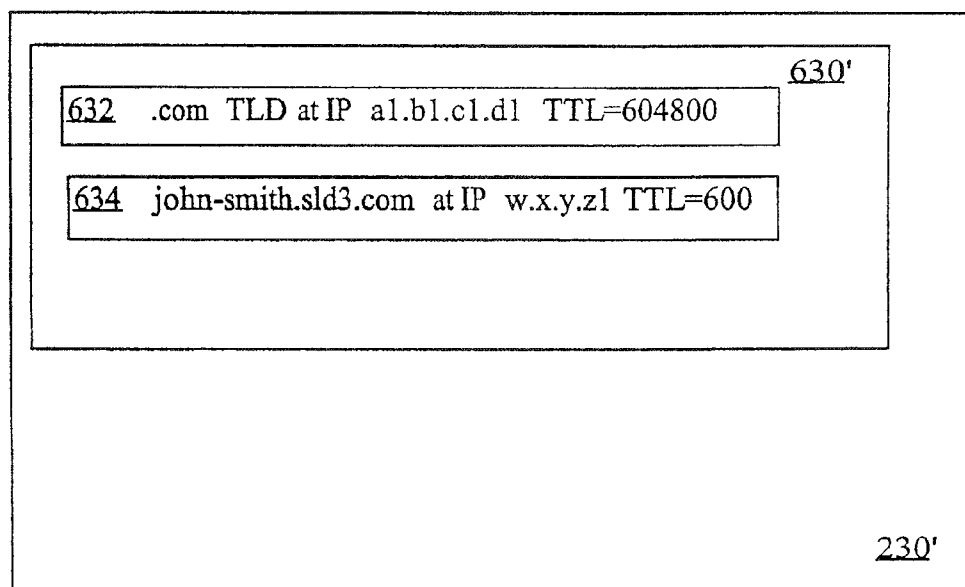 630'
632 .com TLD at IP a1.b1.c1.d1 TTL=604800
634 john-smith.sld3.com at IP w.x.y.z1 TTL=600
230'